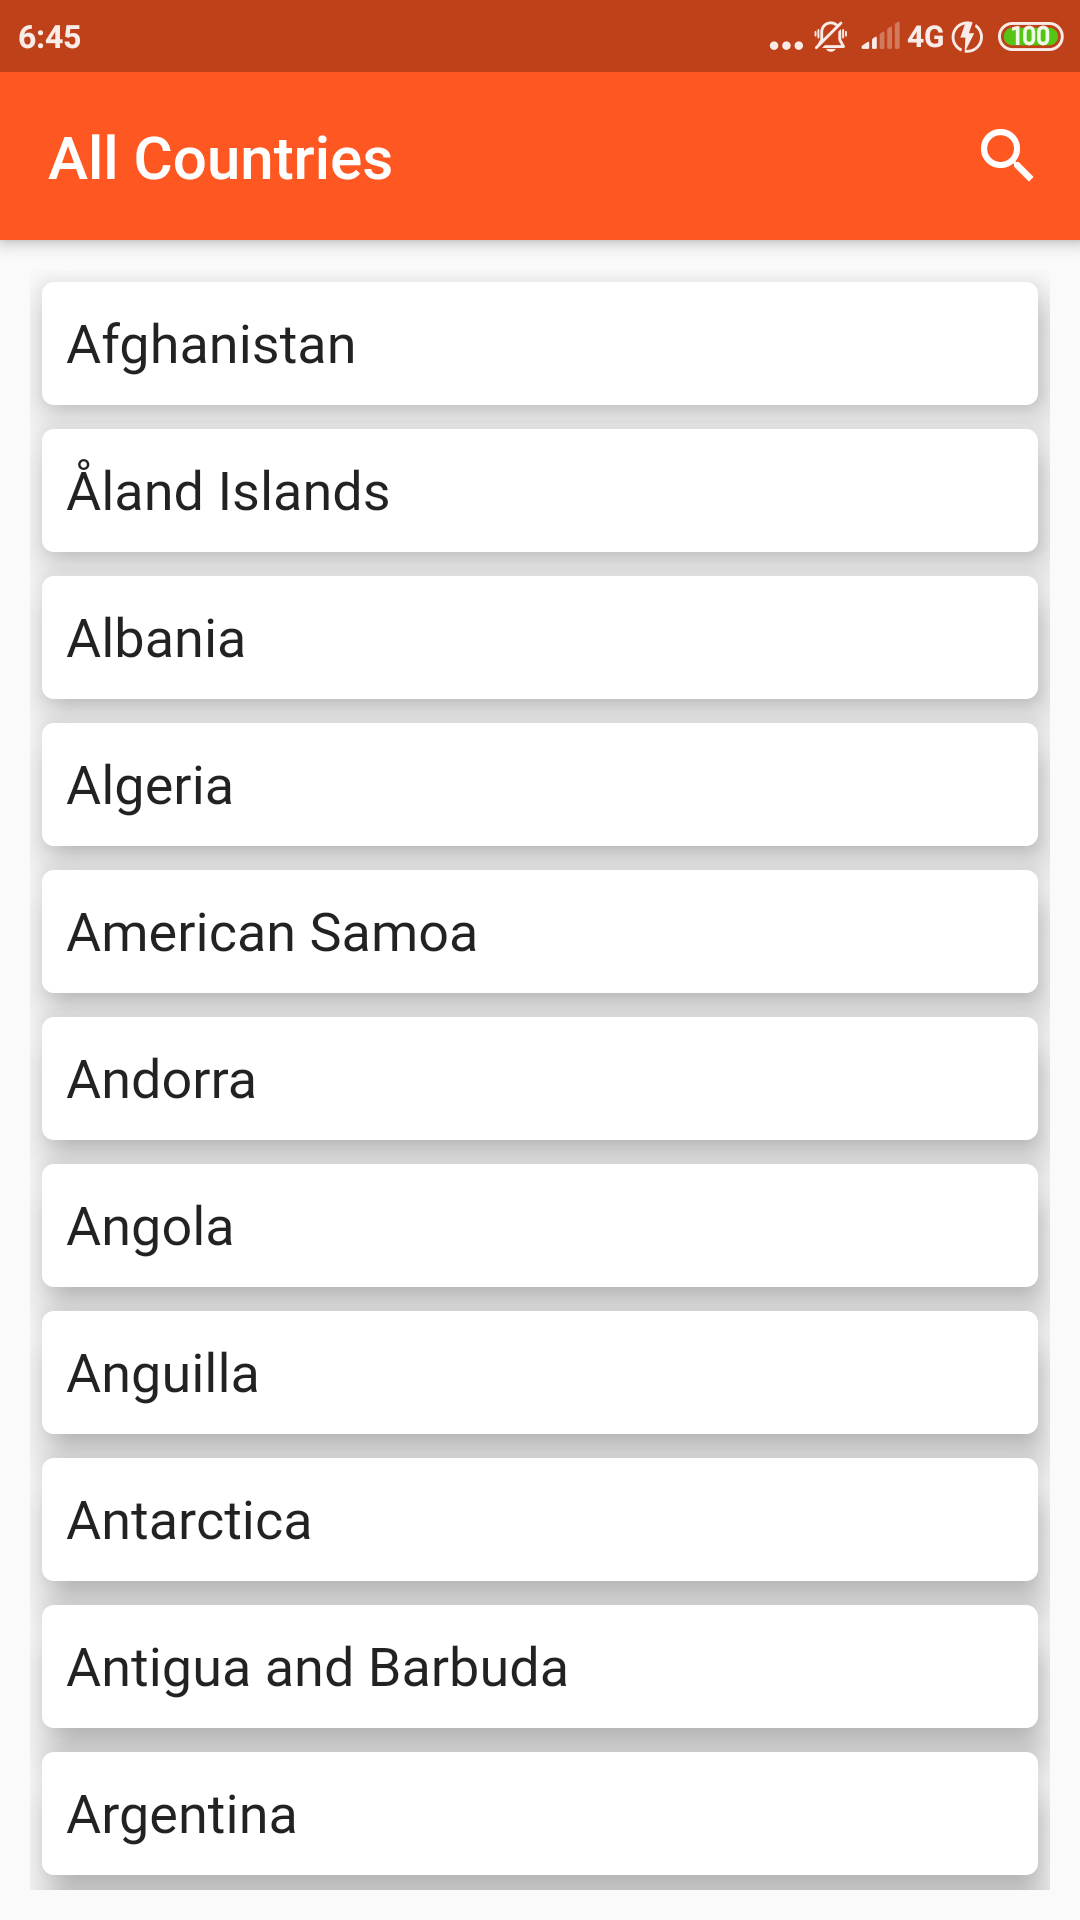 6:45
4G
100
All Countries
Afghanistan
Åland Islands
Albania
Algeria
American Samoa
Andorra
Angola
Anguilla
Antarctica
Antigua and Barbuda
Argentina